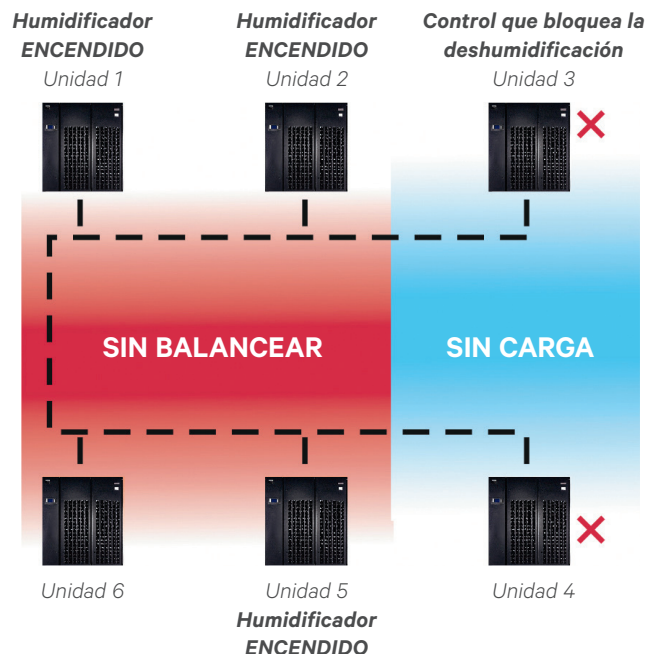 Humidificador
ENCENDIDO
Unidad 1
Humidificador
ENCENDIDO
Unidad 2
Control que bloquea la
deshumidificación
Unidad 3
SIN BALANCEAR
SIN CARGA
Unidad 6
Unidad 5
Humidificador
ENCENDIDO
Unidad 4